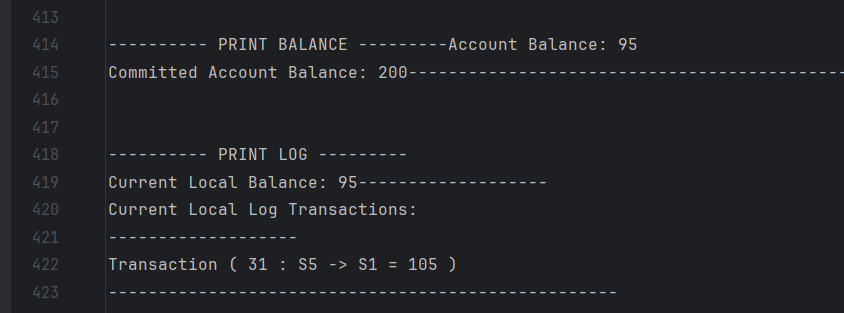 413
414 ---------- PRINT BALANCE ---------Account Balance: 95
415 Committed Account Balance: 200--------------------------------------------
416
417
418 ---------- PRINT LOG ---------
419 Current Local Balance: 95-------------------
420 Current Local Log Transactions:
421 -------------------
422 Transaction ( 31 : S5 -> S1 = 105 )
423 ---------------------------------------------------